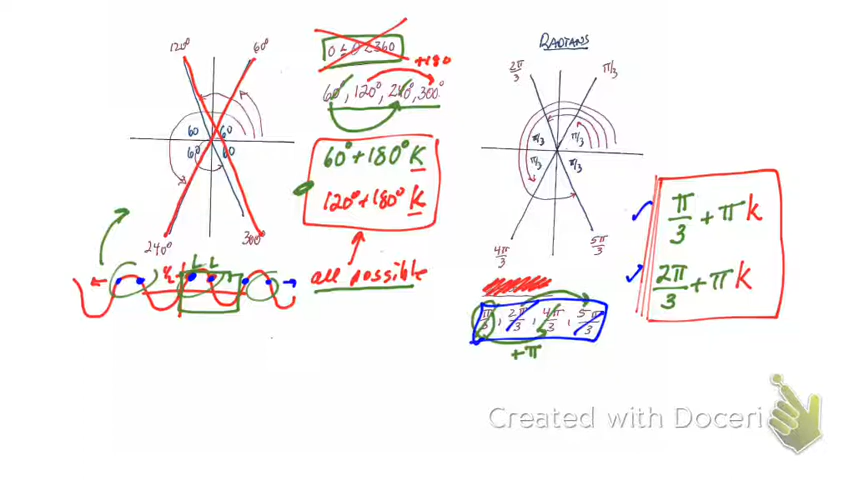 120° 60°
60 60
60 60
240° 300°
0 ≤ θ ≤ 360
+180
60°, 120°, 240°, 300°
60° + 180° K
120° + 180° K
all possible
RADIANS
2π/3 π/3
π/3 π/3
π/3 π/3
4π/3 5π/3
π/3, 2π/3, 4π/3, 5π/3
+π
π/3 + πk
2π/3 + πk
Created with Doceri